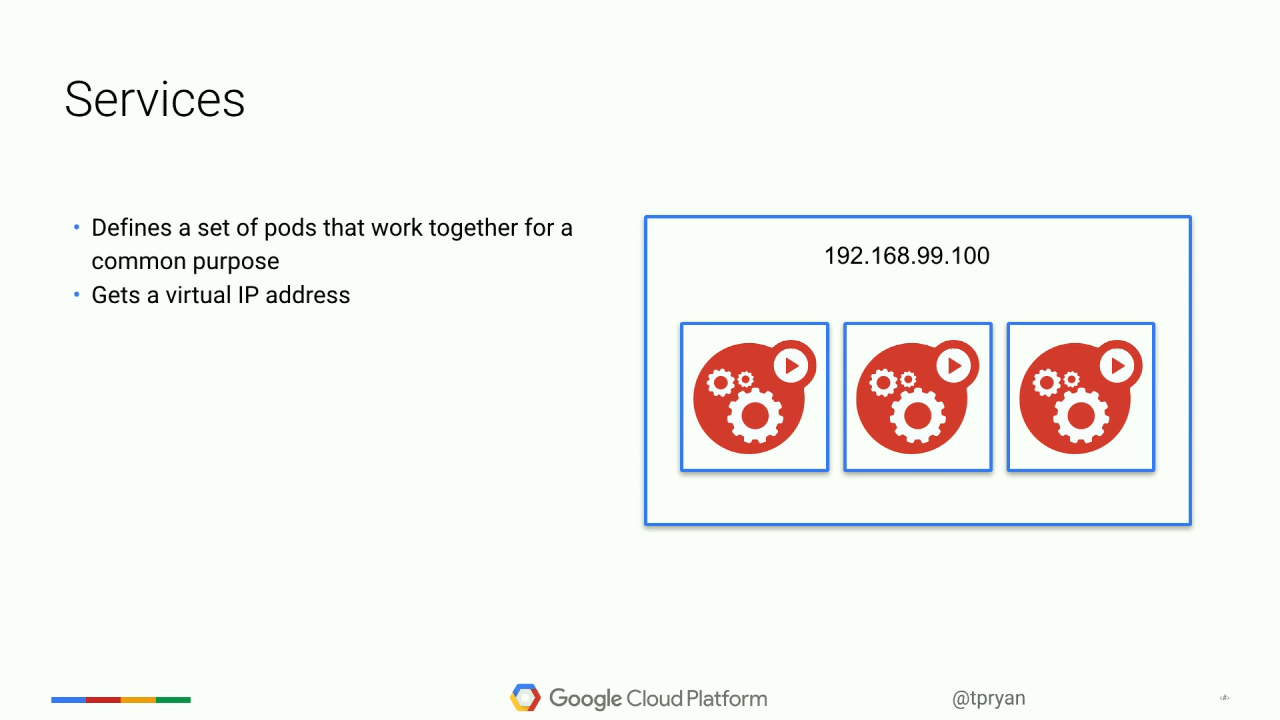 Services
• Defines a set of pods that work together for a
common purpose
• Gets a virtual IP address
192.168.99.100
Google Cloud Platform
@tpryan